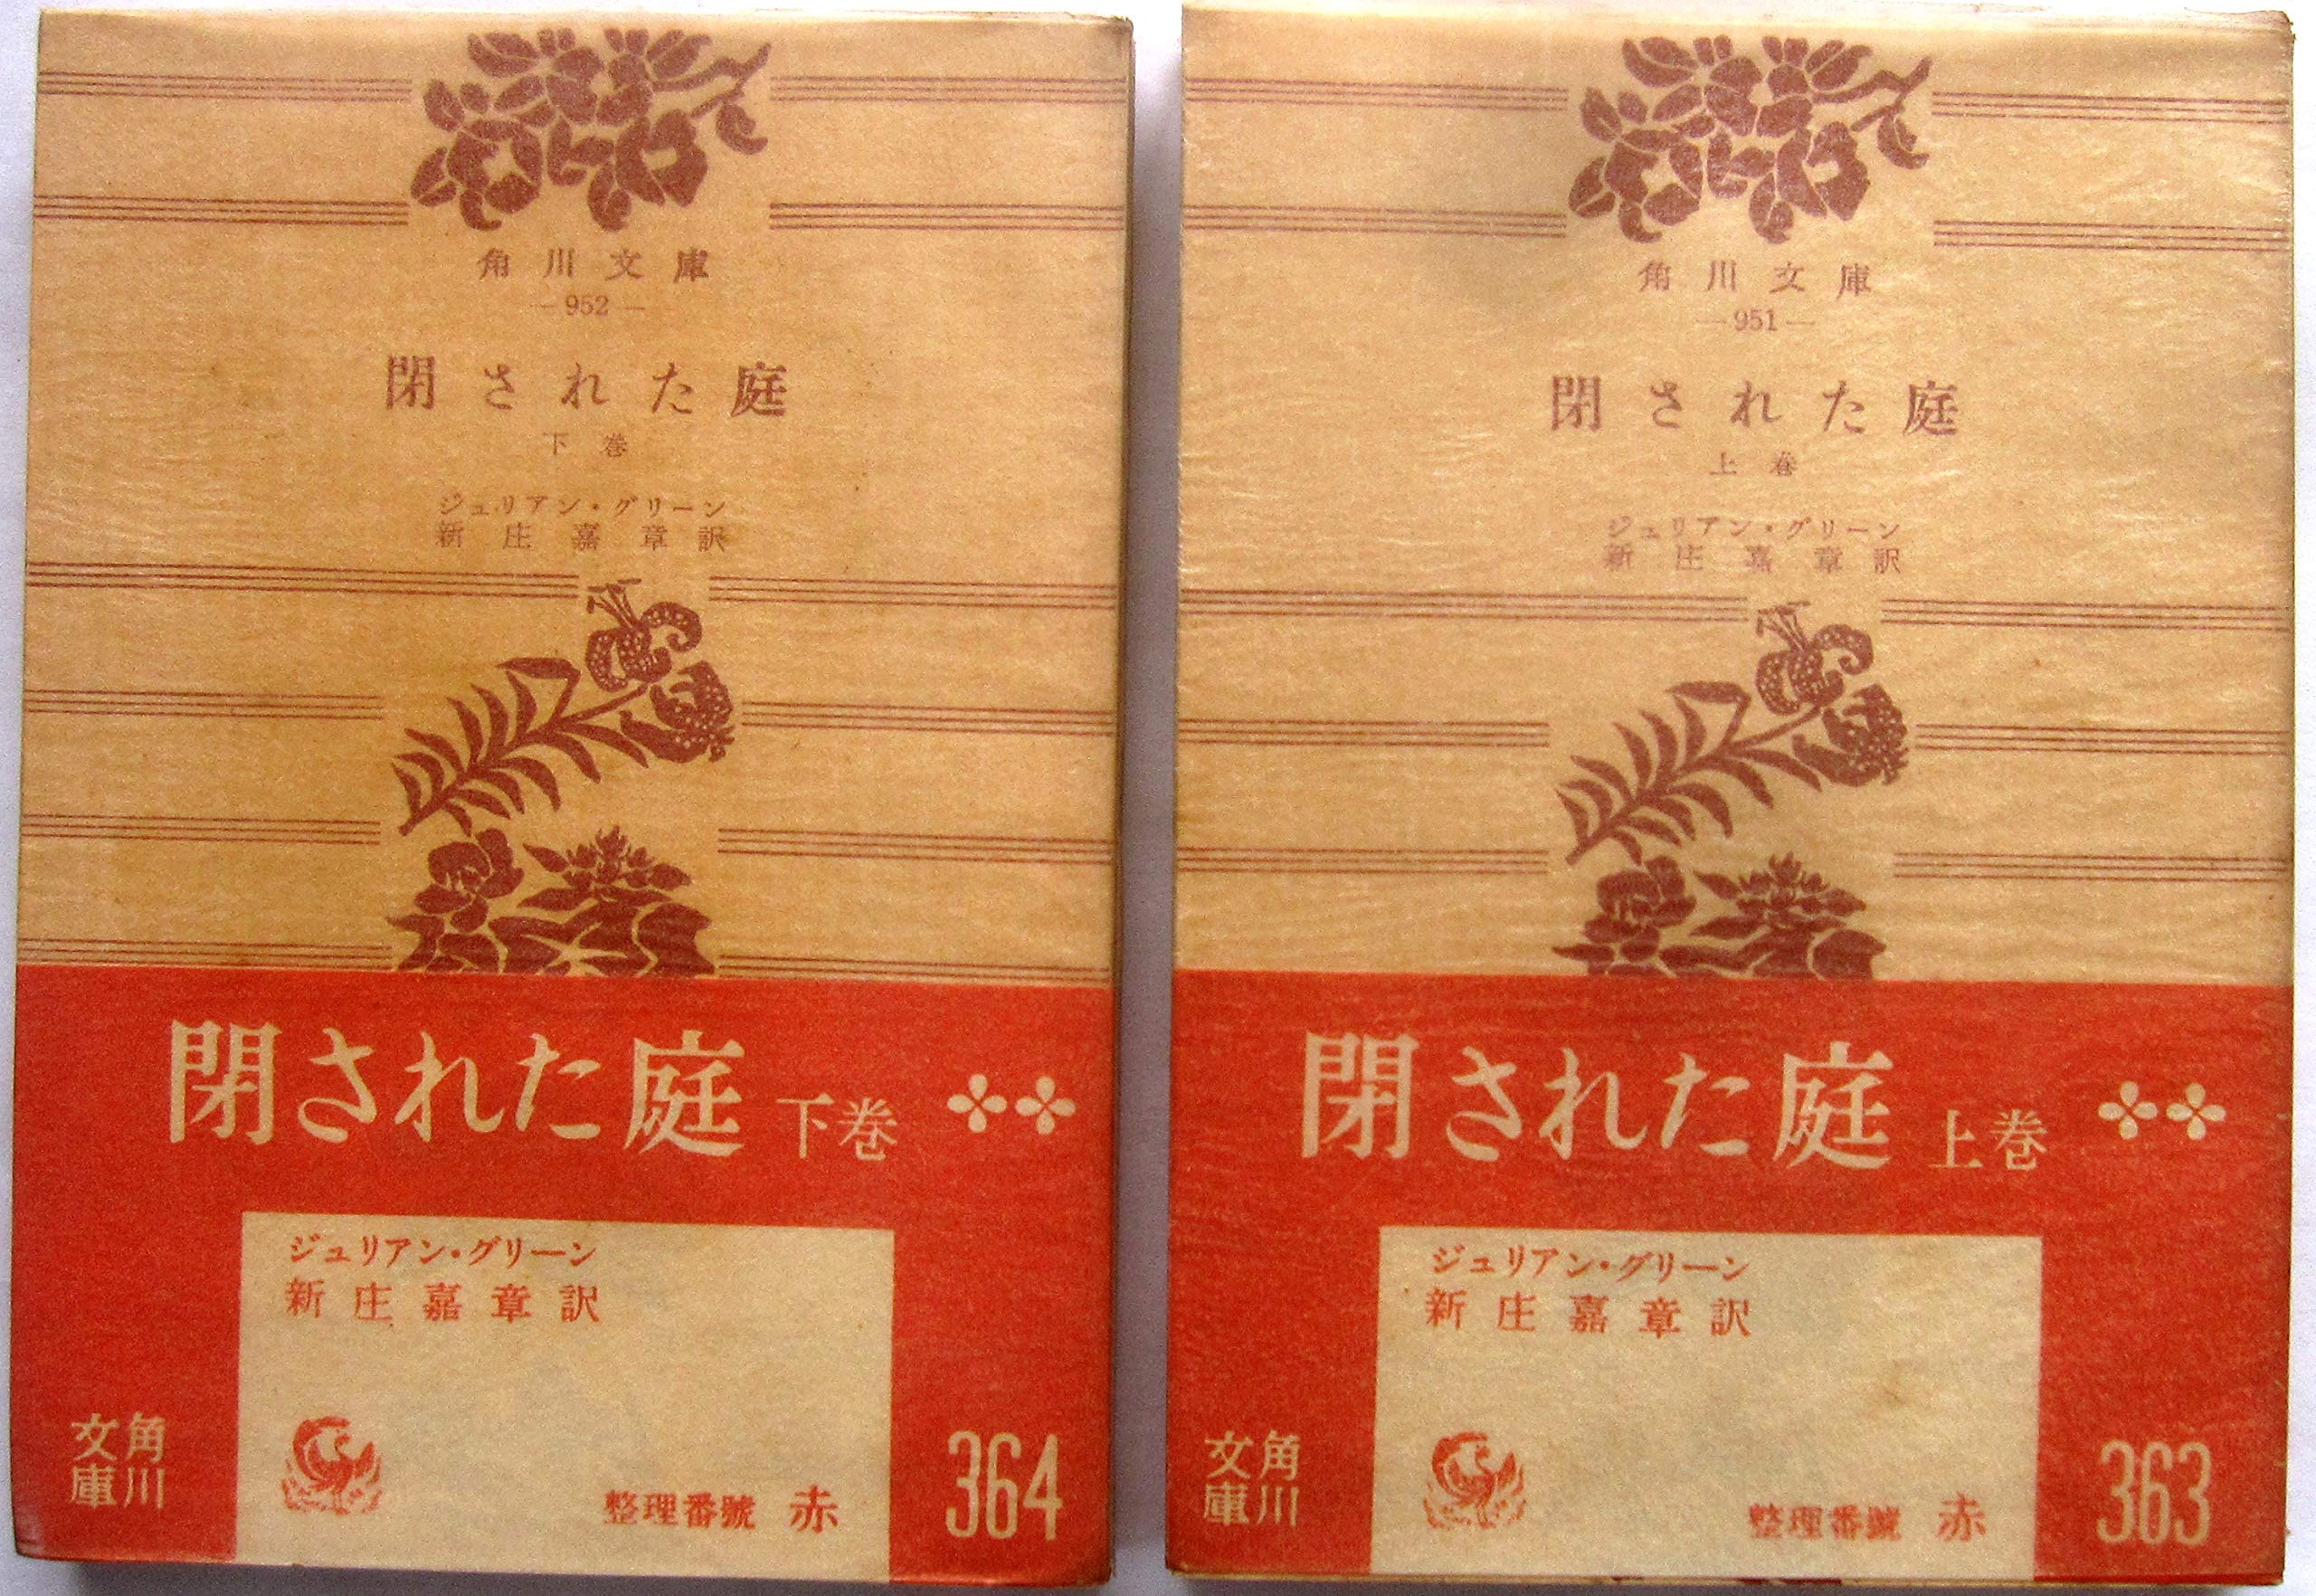 角川文庫
—952—
閉された庭
下巻
ジュリアン・グリーン
新庄嘉章訳
閉された庭 下巻
ジュリアン・グリーン
新庄嘉章訳
角川
文庫
整理番號 赤
364
角川文庫
—951—
閉された庭
上巻
ジュリアン・グリーン
新庄嘉章訳
閉された庭 上巻
ジュリアン・グリーン
新庄嘉章訳
角川
文庫
整理番號 赤
363